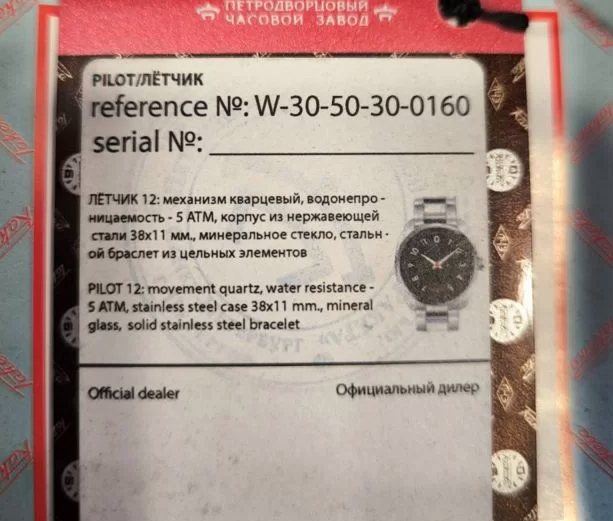 ПЕТРОДВОРЦОВЫЙ
ЧАСОВОЙ ЗАВОД
PILOT/ЛЁТЧИК
reference №: W-30-50-30-0160
serial №:
ЛЁТЧИК 12: механизм кварцевый, водонепро -
ницаемость - 5 АТМ, корпус из нержавеющей
стали 38х11 мм., минеральное стекло, стальн -
ой браслет из цельных элементов
PILOT 12: movement quartz, water resistance -
5 ATM, stainless steel case 38x11 mm., mineral
glass, solid stainless steel bracelet
Official dealer
Официальный дилер